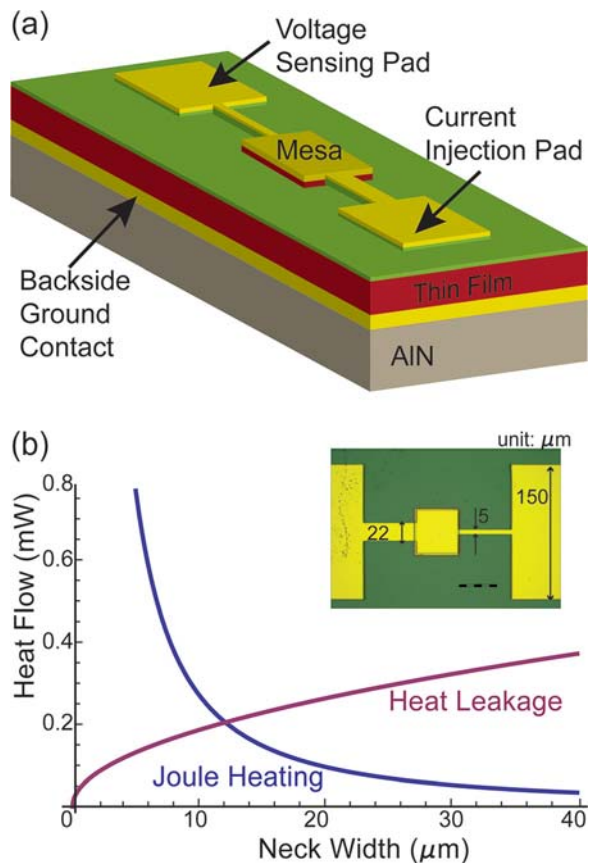 (a)
Voltage
Sensing Pad
Current
Injection Pad
Mesa
Backside
Ground
Contact
Thin Film
AlN
(b)
unit: μm
0.8
0.6
0.4
0.2
0
10
20
30
40
Heat Flow (mW)
Neck Width (μm)
Heat Leakage
Joule Heating
22
5
150